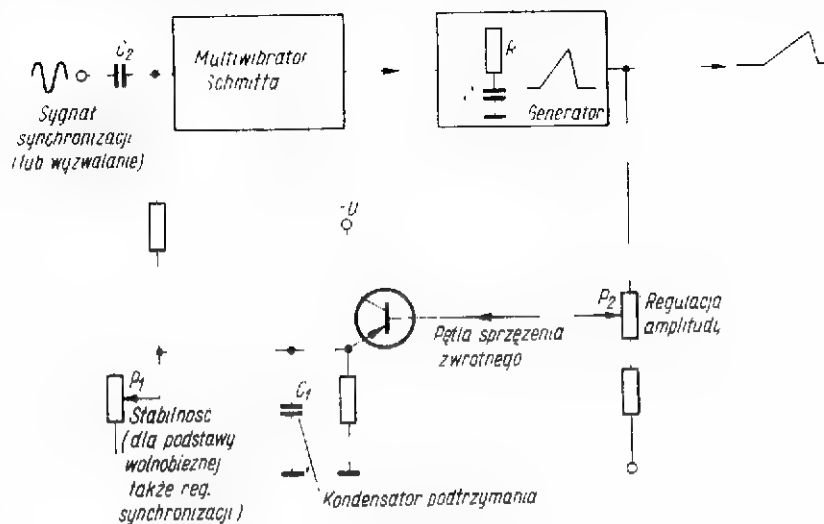 C2
Multiwibrator
Schmitta
R
Generator
Sygnał
synchronizacji
(lub wyzwalanie)
-U
P2
Regulacja
amplitudy
Pętla sprzężenia
zwrotnego
P1
C1
Stabilność
(dla podstawy
wolnobieżnej
także reg.
synchronizacji)
Kondensator podtrzymania